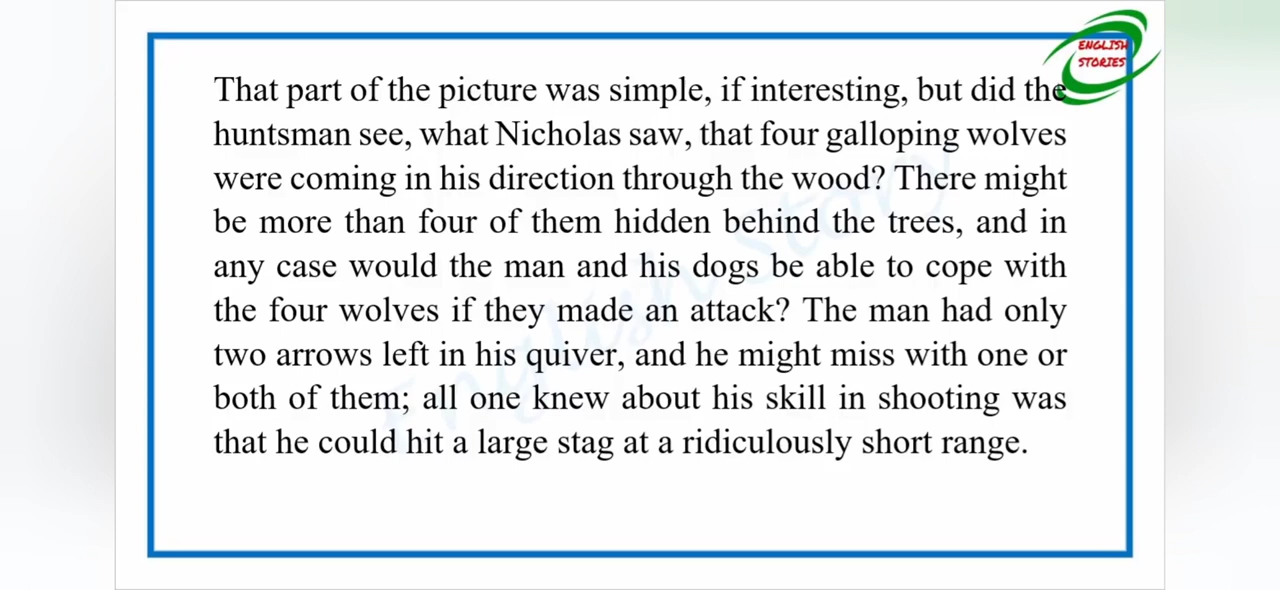 ENGLISH
STORIES
That part of the picture was simple, if interesting, but did the
huntsman see, what Nicholas saw, that four galloping wolves
were coming in his direction through the wood? There might
be more than four of them hidden behind the trees, and in
any case would the man and his dogs be able to cope with
the four wolves if they made an attack? The man had only
two arrows left in his quiver, and he might miss with one or
both of them; all one knew about his skill in shooting was
that he could hit a large stag at a ridiculously short range.
English Story